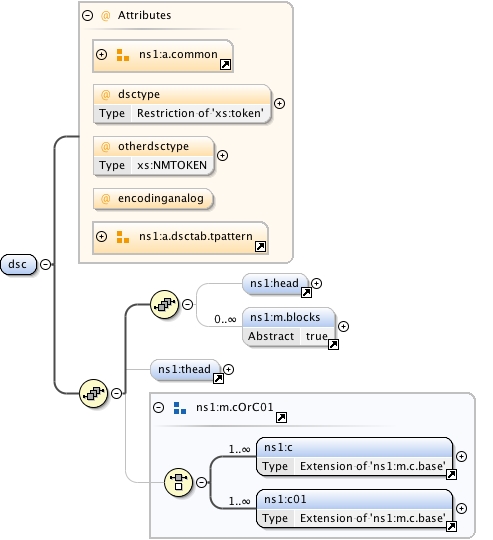 @ Attributes
ns1:a.common
@ dsctype
Type Restriction of 'xs:token'
@ otherdsctype
Type xs:NMTOKEN
@ encodinganalog
ns1:a.dsctab.tpattern
dsc
ns1:head
0..∞ ns1:m.blocks
Abstract true
ns1:thead
ns1:m.cOrC01
1..∞ ns1:c
Type Extension of 'ns1:m.c.base'
1..∞ ns1:c01
Type Extension of 'ns1:m.c.base'